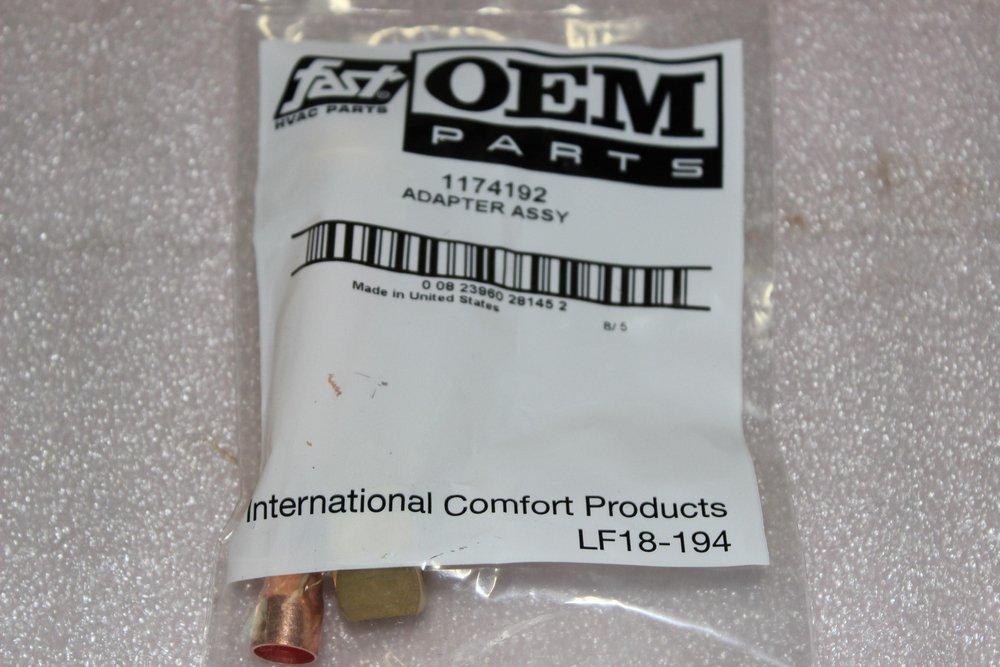 fast
HVAC PARTS
OEM
PARTS
1174192
ADAPTER ASSY
0 08 23960 28145 2
Made in United States
8/ 5
International Comfort Products
LF18-194